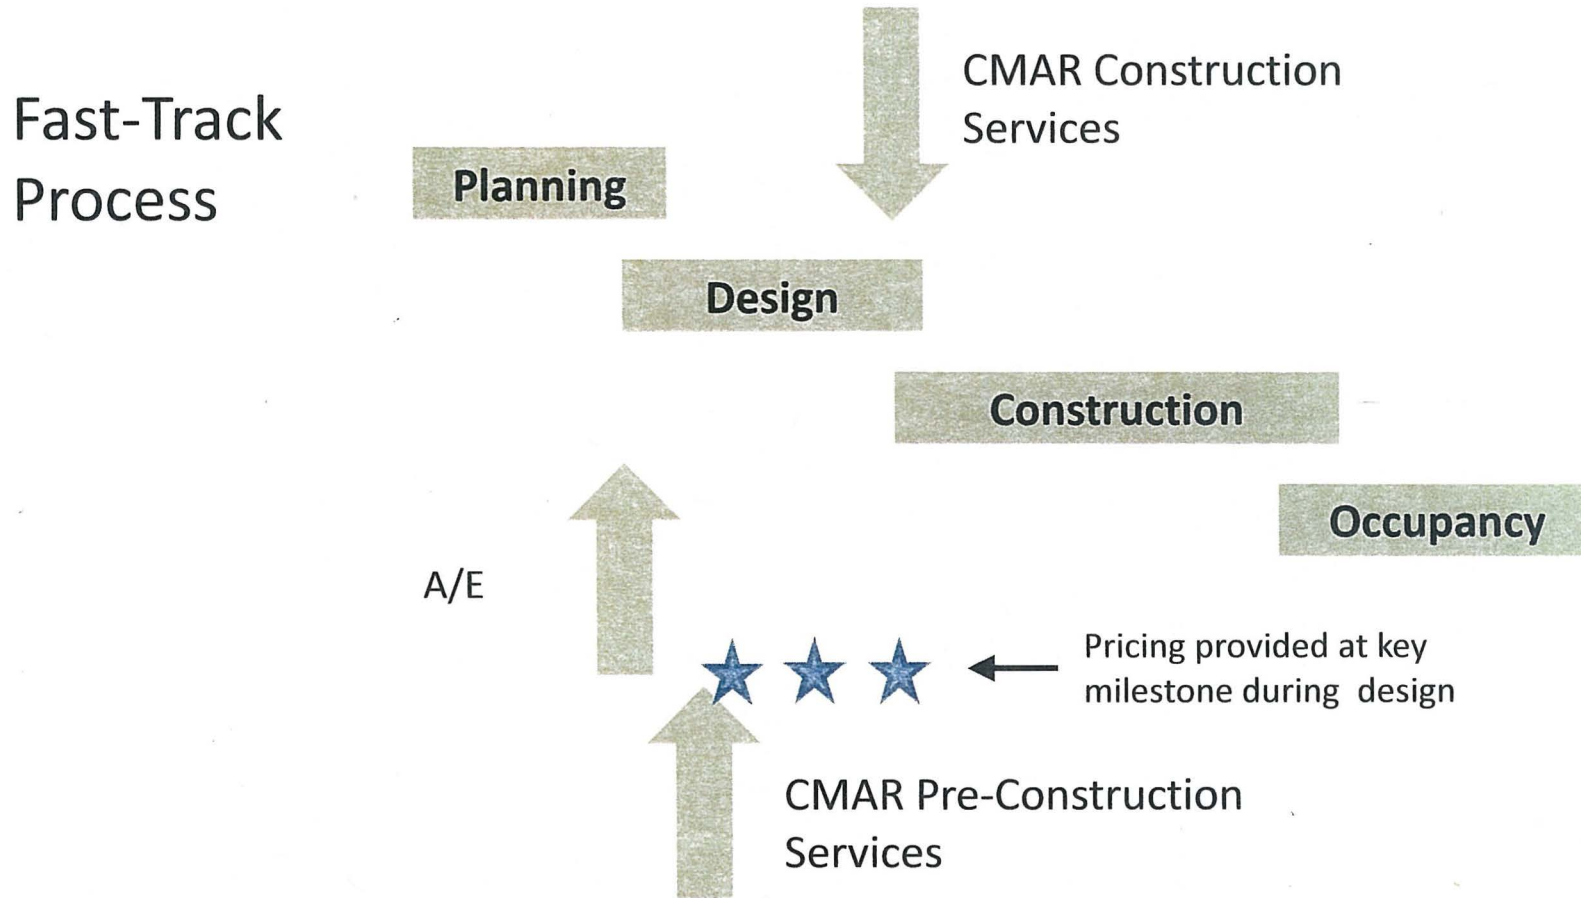 Fast-Track
Process
CMAR Construction
Services
Planning
Design
Construction
Occupancy
A/E
Pricing provided at key
milestone during  design
CMAR Pre-Construction
Services